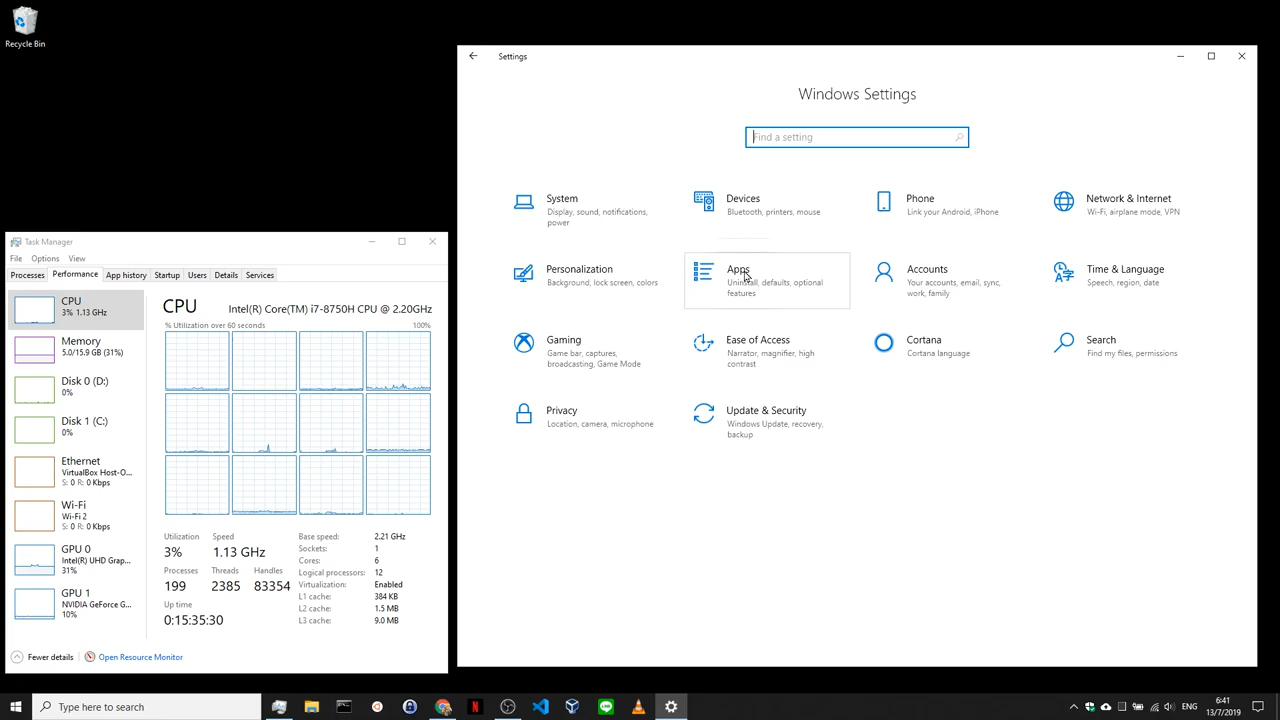 Recycle Bin
Task Manager
File Options View
Processes Performance App history Startup Users Details Services
CPU
3% 1.13 GHz
Memory
5.0/15.9 GB (31%)
Disk 0 (D:)
0%
Disk 1 (C:)
0%
Ethernet
VirtualBox Host-O...
S: 0 R: 0 Kbps
Wi-Fi
Wi-Fi 2
S: 0 R: 0 Kbps
GPU 0
Intel(R) UHD Grap...
31%
GPU 1
NVIDIA GeForce G...
10%
CPU Intel(R) Core(TM) i7-8750H CPU @ 2.20GHz
% Utilization over 60 seconds 100%
Utilization Speed
3% 1.13 GHz
Processes Threads Handles
199 2385 83354
Up time
0:15:35:30
Base speed: 2.21 GHz
Sockets: 1
Cores: 6
Logical processors: 12
Virtualization: Enabled
L1 cache: 384 KB
L2 cache: 1.5 MB
L3 cache: 9.0 MB
Fewer details Open Resource Monitor
Settings
Windows Settings
Find a setting
System
Display, sound, notifications,
power
Devices
Bluetooth, printers, mouse
Phone
Link your Android, iPhone
Network & Internet
Wi-Fi, airplane mode, VPN
Personalization
Background, lock screen, colors
Apps
Uninstall, defaults, optional
features
Accounts
Your accounts, email, sync,
work, family
Time & Language
Speech, region, date
Gaming
Game bar, captures,
broadcasting, Game Mode
Ease of Access
Narrator, magnifier, high
contrast
Cortana
Cortana language
Search
Find my files, permissions
Privacy
Location, camera, microphone
Update & Security
Windows Update, recovery,
backup
Type here to search
ENG
6:41
13/7/2019